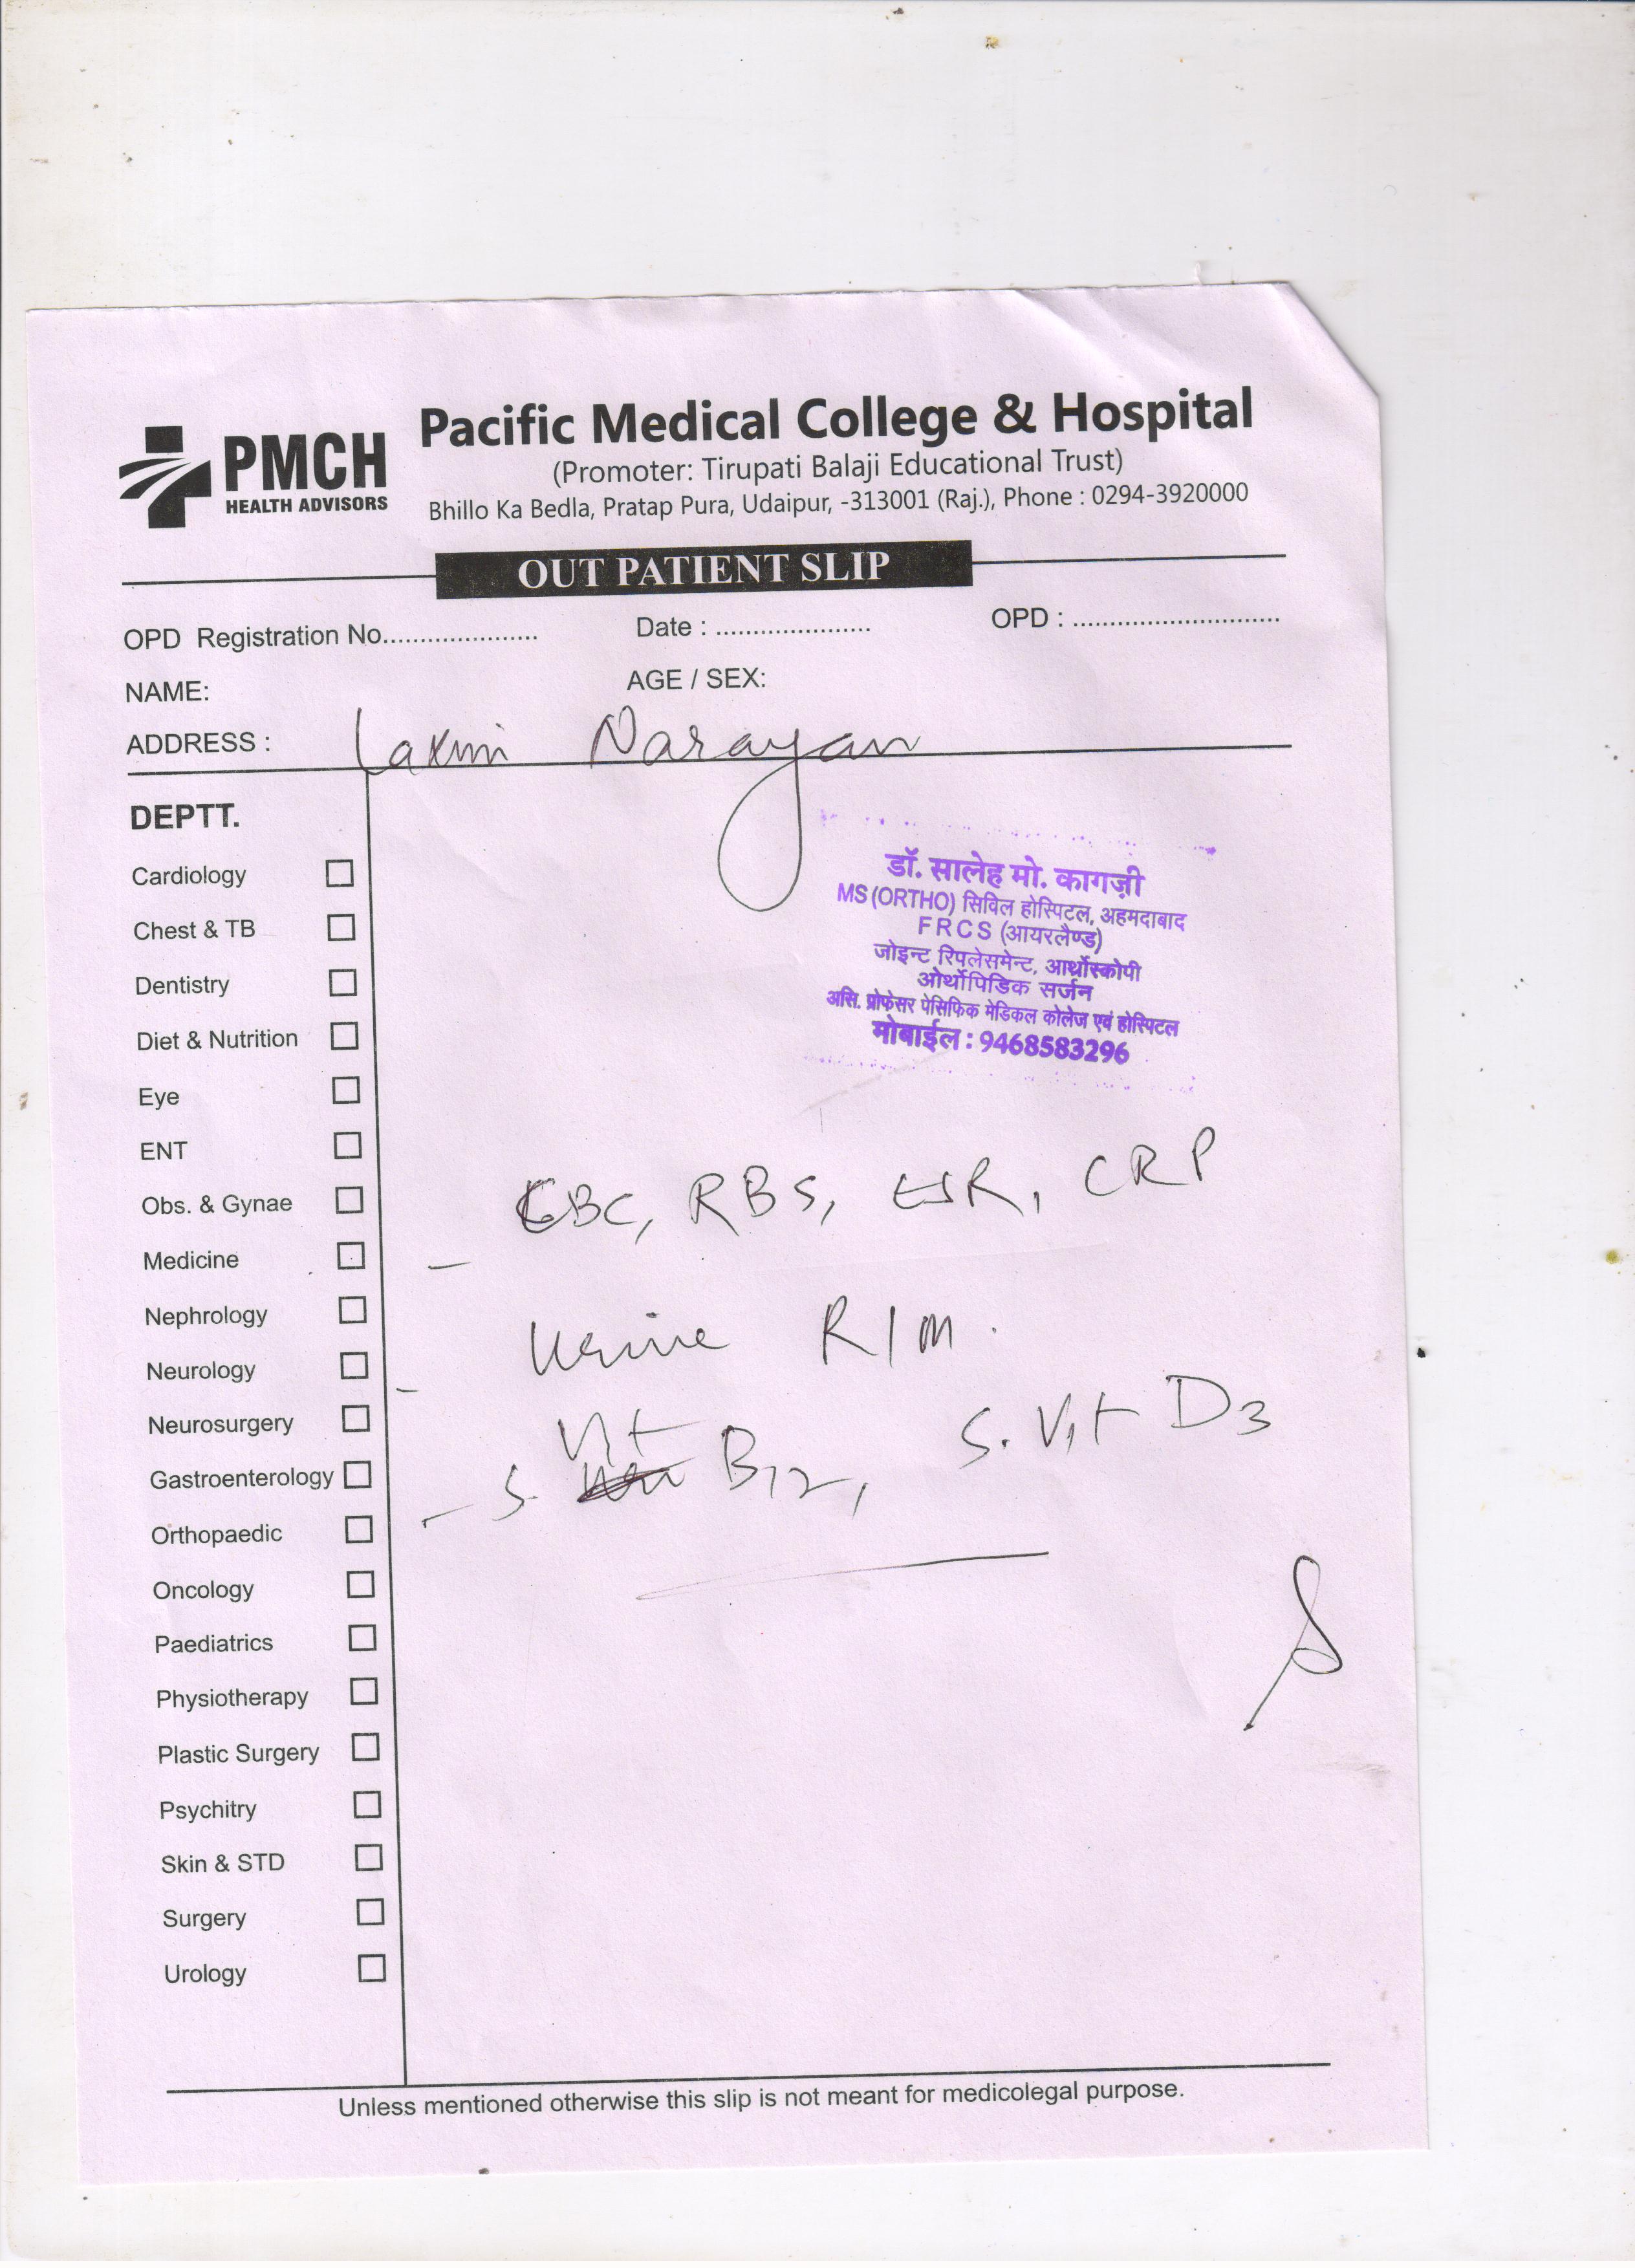 PMCH
HEALTH ADVISORS
Pacific Medical College & Hospital
(Promoter: Tirupati Balaji Educational Trust)
Bhillo Ka Bedla, Pratap Pura, Udaipur, -313001 (Raj.), Phone : 0294-3920000
OUT PATIENT SLIP
OPD Registration No..................... Date : ..................... OPD : ............................
NAME: AGE / SEX:
ADDRESS : Laxmi Narayan
DEPTT.
Cardiology
Chest & TB
Dentistry
Diet & Nutrition
Eye
ENT
Obs. & Gynae
Medicine
Nephrology
Neurology
Neurosurgery
Gastroenterology
Orthopaedic
Oncology
Paediatrics
Physiotherapy
Plastic Surgery
Psychitry
Skin & STD
Surgery
Urology
डॉ. सालेह मो. कागज़ी
MS (ORTHO) सिविल होस्पिटल, अहमदाबाद
FRCS (आयरलैण्ड)
जोइन्ट रिपलेसमेन्ट, आर्थोस्कोपी
ओर्थोपिडिक सर्जन
असि. प्रोफेसर पेसिफिक मेडिकल कोलेज एवं होस्पिटल
मोबाईल : 9468583296
CBC, RBS, ESR, CRP
- Urine R/M.
- S. Vit B12, S. Vit D3
Unless mentioned otherwise this slip is not meant for medicolegal purpose.